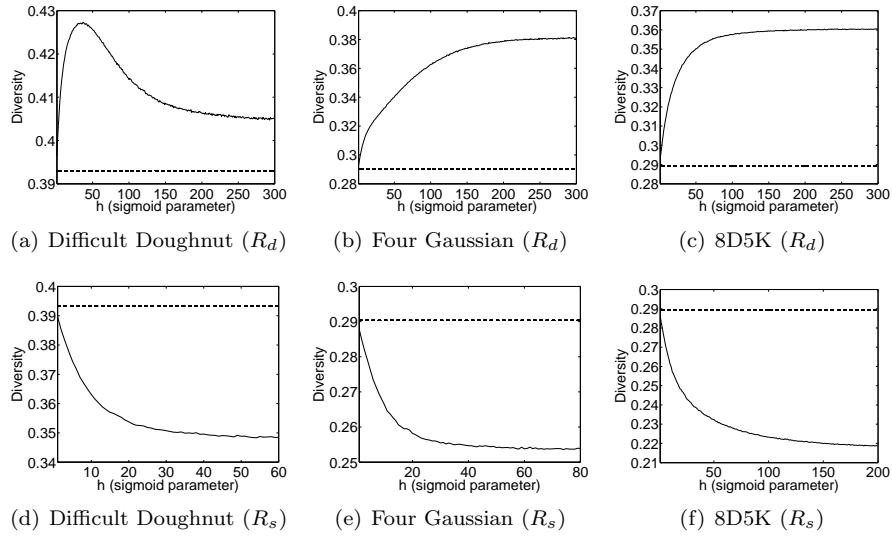 0.43
0.42
0.41
0.4
0.39
Diversity
50 100 150 200 250 300
h (sigmoid parameter)
(a) Difficult Doughnut (R_d)
0.4
0.38
0.36
0.34
0.32
0.3
0.28
Diversity
50 100 150 200 250 300
h (sigmoid parameter)
(b) Four Gaussian (R_d)
0.37
0.36
0.35
0.34
0.33
0.32
0.31
0.3
0.29
0.28
Diversity
50 100 150 200 250 300
h (sigmoid parameter)
(c) 8D5K (R_d)
0.4
0.39
0.38
0.37
0.36
0.35
0.34
Diversity
10 20 30 40 50 60
h (sigmoid parameter)
(d) Difficult Doughnut (R_s)
0.3
0.29
0.28
0.27
0.26
0.25
Diversity
20 40 60 80
h (sigmoid parameter)
(e) Four Gaussian (R_s)
0.3
0.29
0.28
0.27
0.26
0.25
0.24
0.23
0.22
0.21
Diversity
50 100 150 200
h (sigmoid parameter)
(f) 8D5K (R_s)